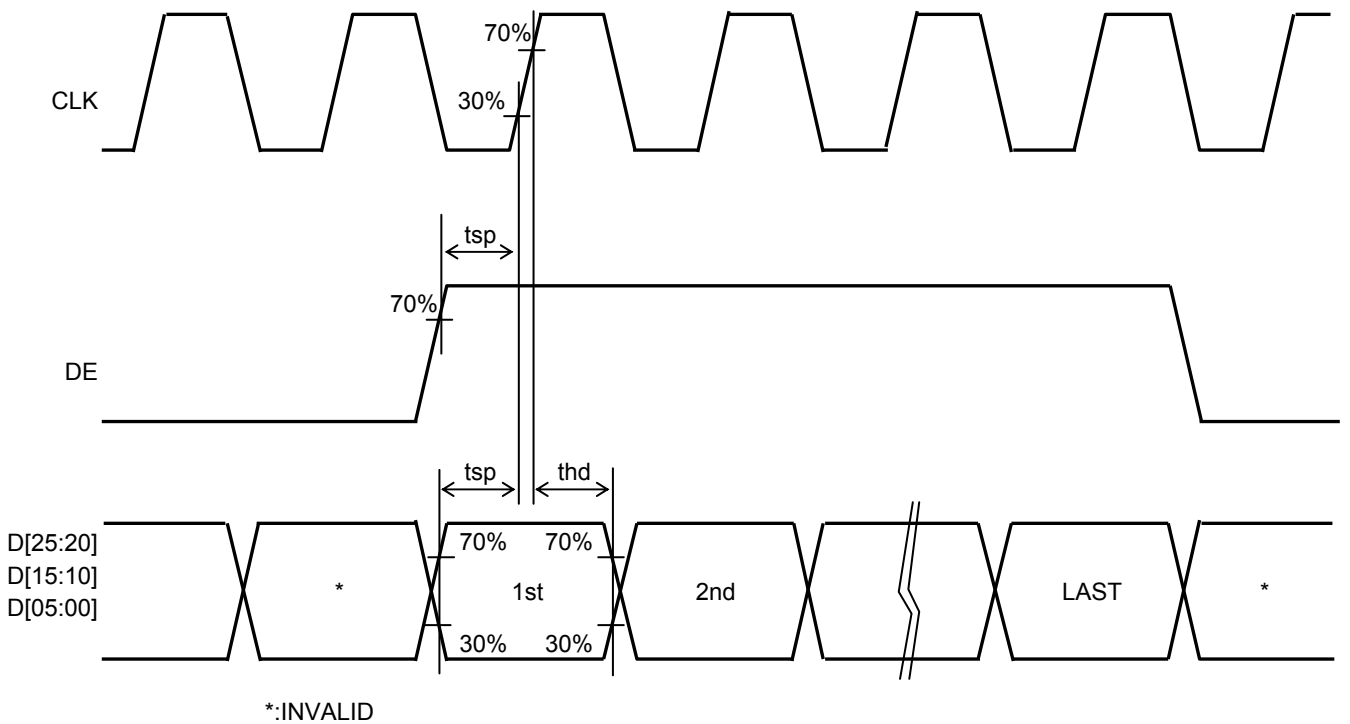 70%
CLK
30%
tsp
70%
DE
tsp thd
D[25:20]
D[15:10]
D[05:00]
70% 70%
* 1st 2nd LAST *
30% 30%
*:INVALID